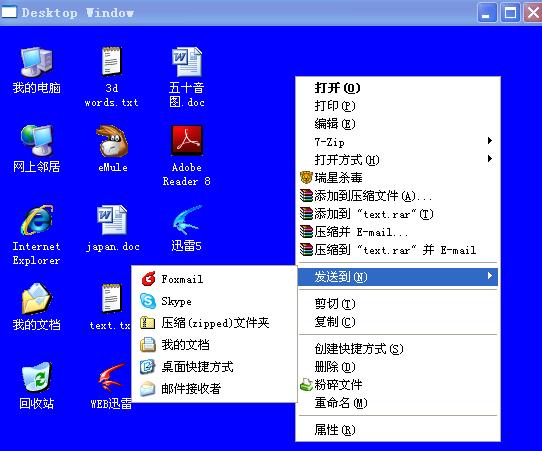 Desktop Window
我的电脑
3d
words.txt
五十音
图.doc
网上邻居
eMule
Adobe
Reader 8
Internet
Explorer
japan.doc
迅雷5
我的文档
text.tx
回收站
WEB迅雷
打开(O)
打印(P)
编辑(E)
7-Zip
打开方式(H)
瑞星杀毒
添加到压缩文件(A)...
添加到 "text.rar"(T)
压缩并 E-mail...
压缩到 "text.rar" 并 E-mail
发送到(N)
剪切(T)
复制(C)
创建快捷方式(S)
删除(D)
粉碎文件
重命名(M)
属性(R)
Foxmail
Skype
压缩(zipped)文件夹
我的文档
桌面快捷方式
邮件接收者